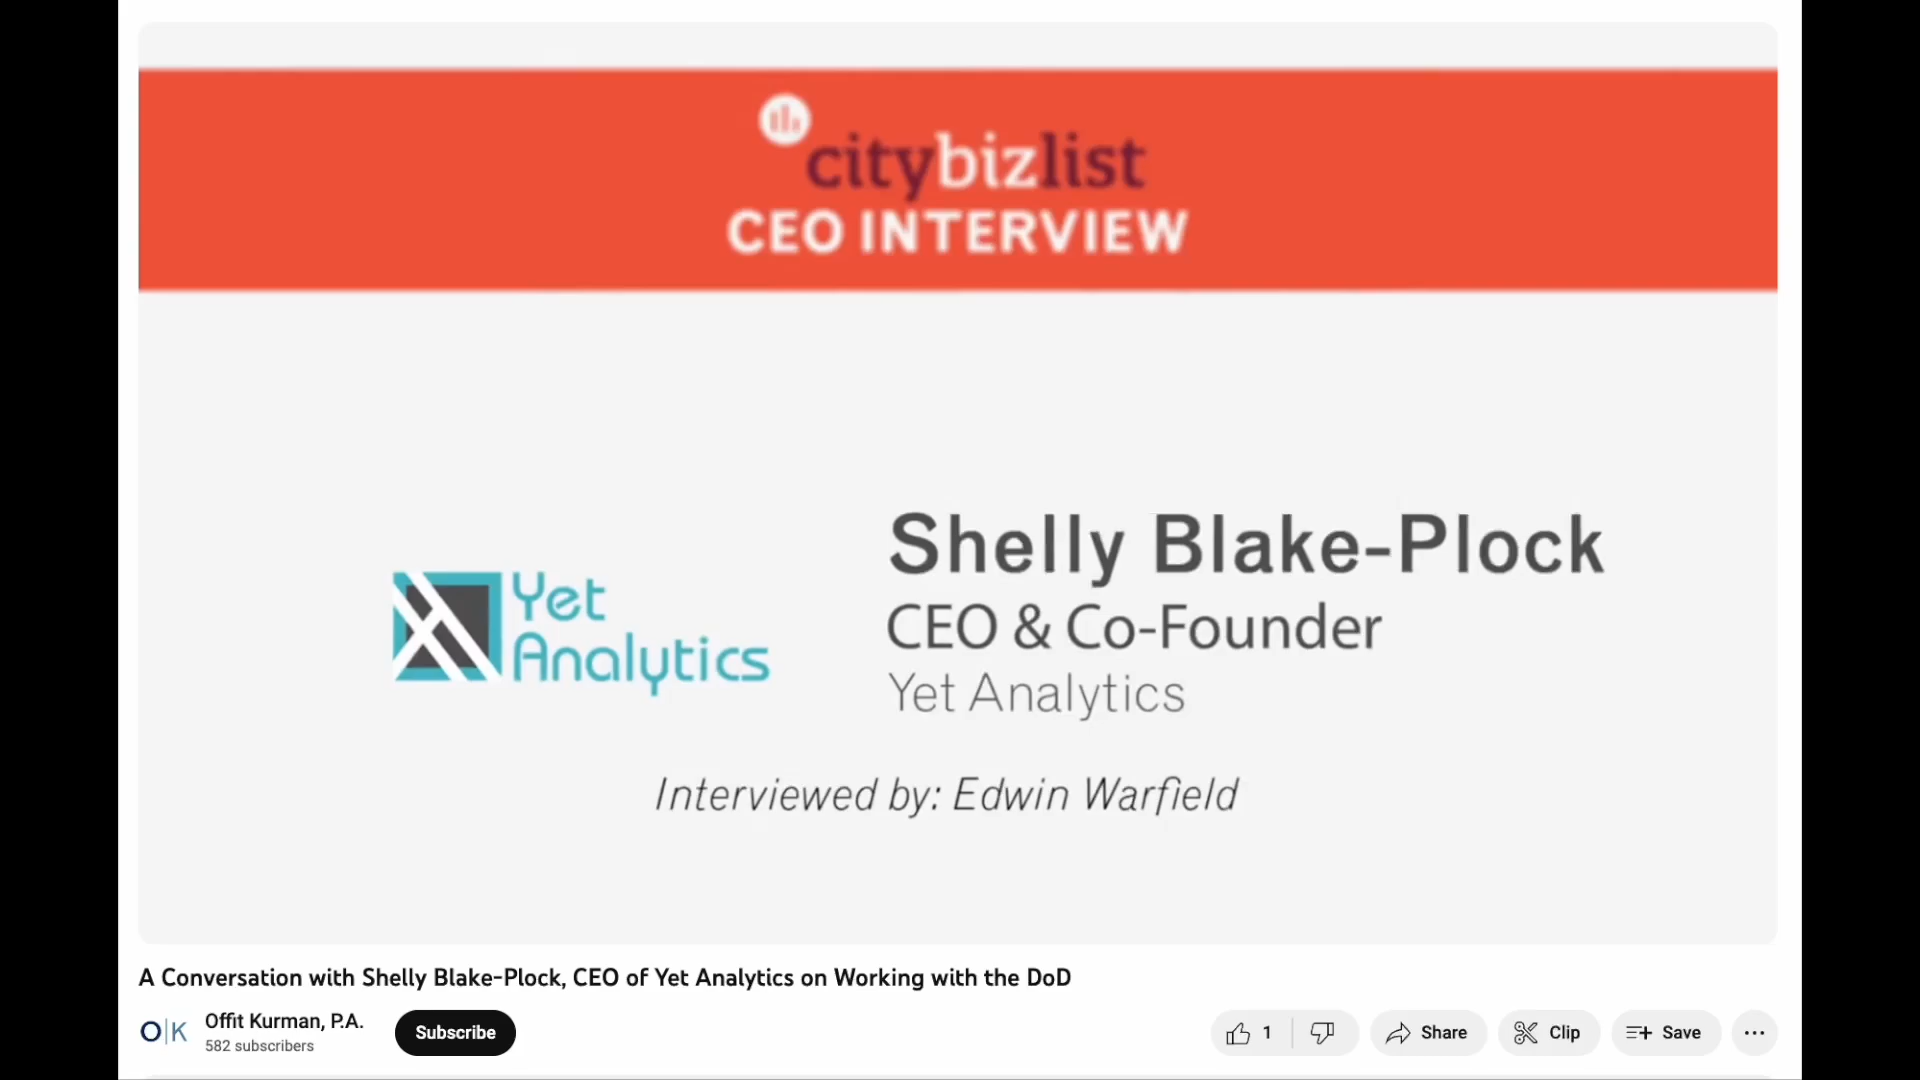 citybizlist
CEO INTERVIEW
Yet
Analytics
Shelly Blake-Plock
CEO & Co-Founder
Yet Analytics
Interviewed by: Edwin Warfield
A Conversation with Shelly Blake-Plock, CEO of Yet Analytics on Working with the DoD
O|K
Offit Kurman, P.A.
582 subscribers
Subscribe
1
Share
Clip
Save